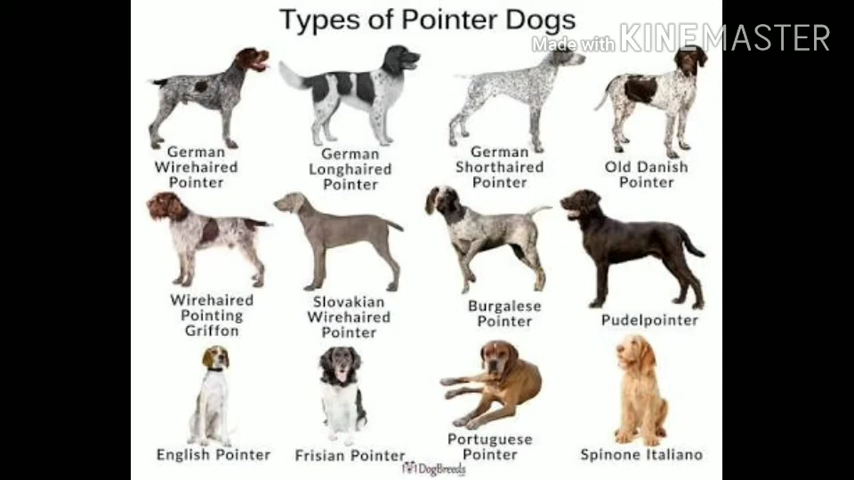 Types of Pointer Dogs
Made with KINEMASTER
German
Wirehaired
Pointer
German
Longhaired
Pointer
German
Shorthaired
Pointer
Old Danish
Pointer
Wirehaired
Pointing
Griffon
Slovakian
Wirehaired
Pointer
Burgalese
Pointer
Pudelpointer
English Pointer
Frisian Pointer
Portuguese
Pointer
Spinone Italiano
101DogBreeds